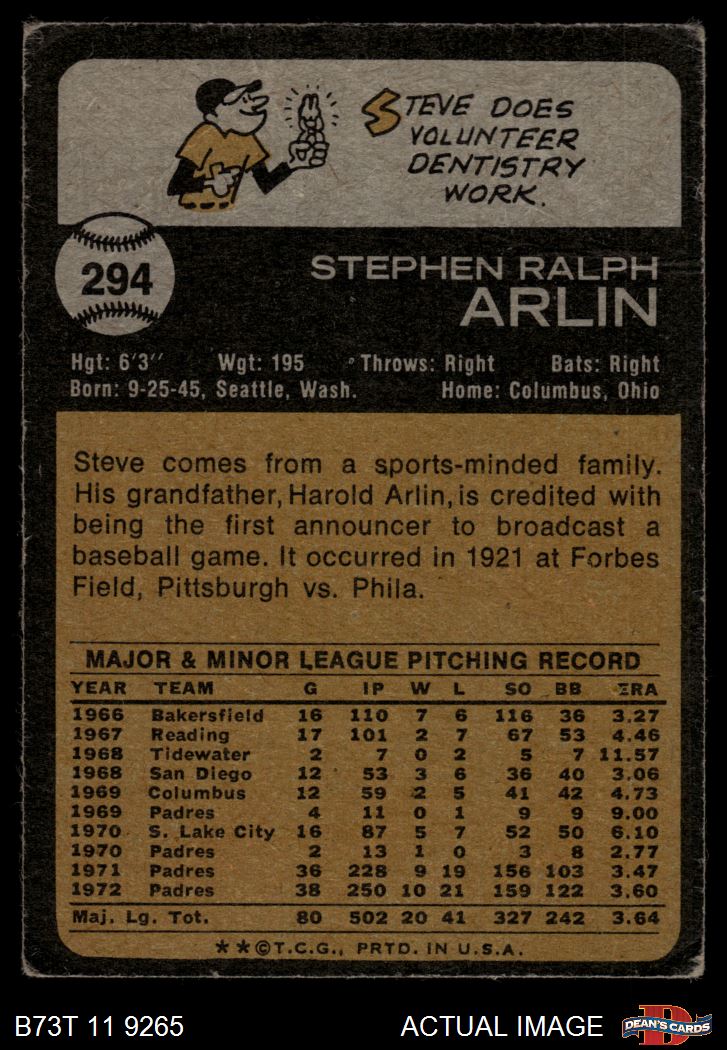 STEVE DOES
VOLUNTEER
DENTISTRY
WORK.
294
STEPHEN RALPH
ARLIN
Hgt: 6'3" Wgt: 195 Throws: Right Bats: Right
Born: 9-25-45, Seattle, Wash. Home: Columbus, Ohio
Steve comes from a sports-minded family.
His grandfather, Harold Arlin, is credited with
being the first announcer to broadcast a
baseball game. It occurred in 1921 at Forbes
Field, Pittsburgh vs. Phila.
MAJOR & MINOR LEAGUE PITCHING RECORD
YEAR TEAM G IP W L SO BB ERA
1966 Bakersfield 16 110 7 6 116 36 3.27
1967 Reading 17 101 2 7 67 53 4.46
1968 Tidewater 2 7 0 2 5 7 11.57
1968 San Diego 12 53 3 6 36 40 3.06
1969 Columbus 12 59 2 5 41 42 4.73
1969 Padres 4 11 0 1 9 9 9.00
1970 S. Lake City 16 87 5 7 52 50 6.10
1970 Padres 2 13 1 0 3 8 2.77
1971 Padres 36 228 9 19 156 103 3.47
1972 Padres 38 250 10 21 159 122 3.60
Maj. Lg. Tot. 80 502 20 41 327 242 3.64
**©T.C.G., PRTD. IN U.S.A.
B73T 11 9265 ACTUAL IMAGE
D
DEAN'S CARDS